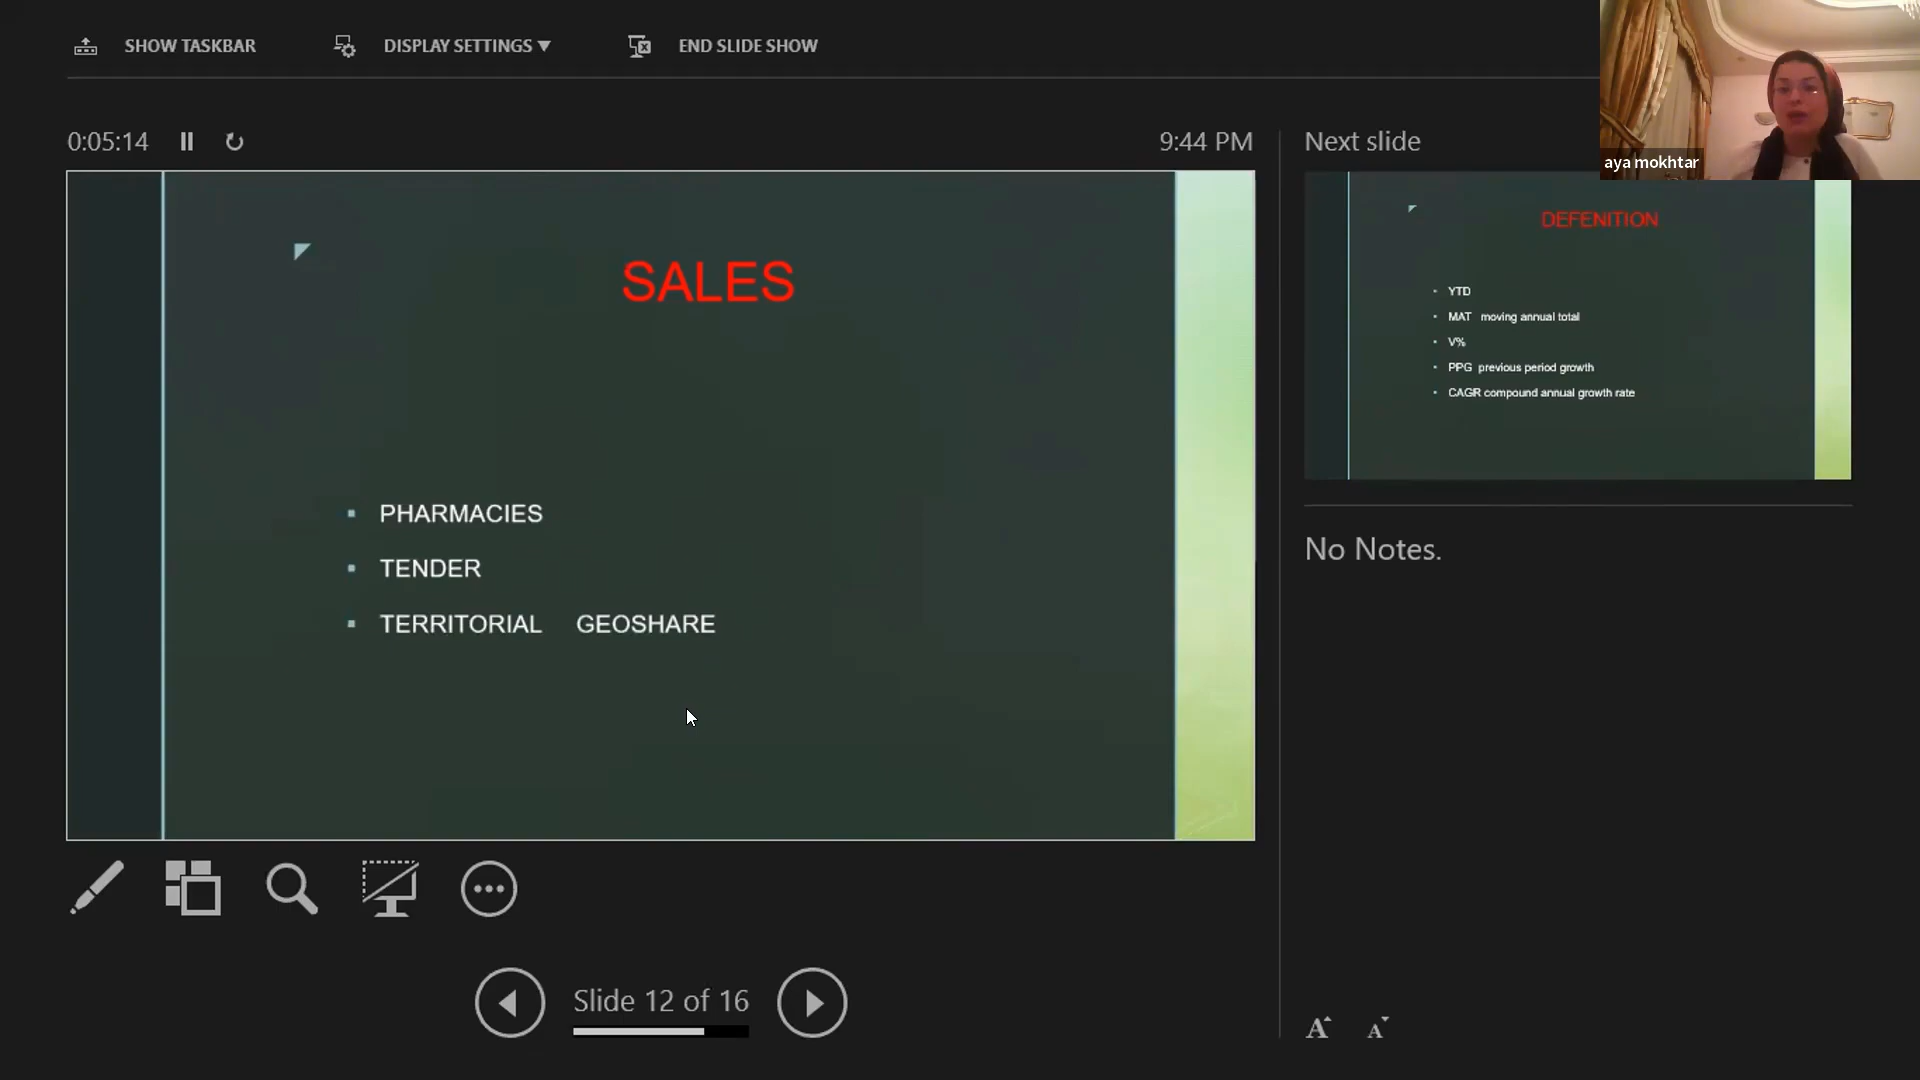 SHOW TASKBAR
DISPLAY SETTINGS
END SLIDE SHOW
aya mokhtar
0:05:14
9:44 PM
Next slide
SALES
PHARMACIES
TENDER
TERRITORIAL GEOSHARE
DEFENITION
YTD
MAT moving annual total
V%
PPG previous period growth
CAGR compound annual growth rate
No Notes.
Slide 12 of 16
A A